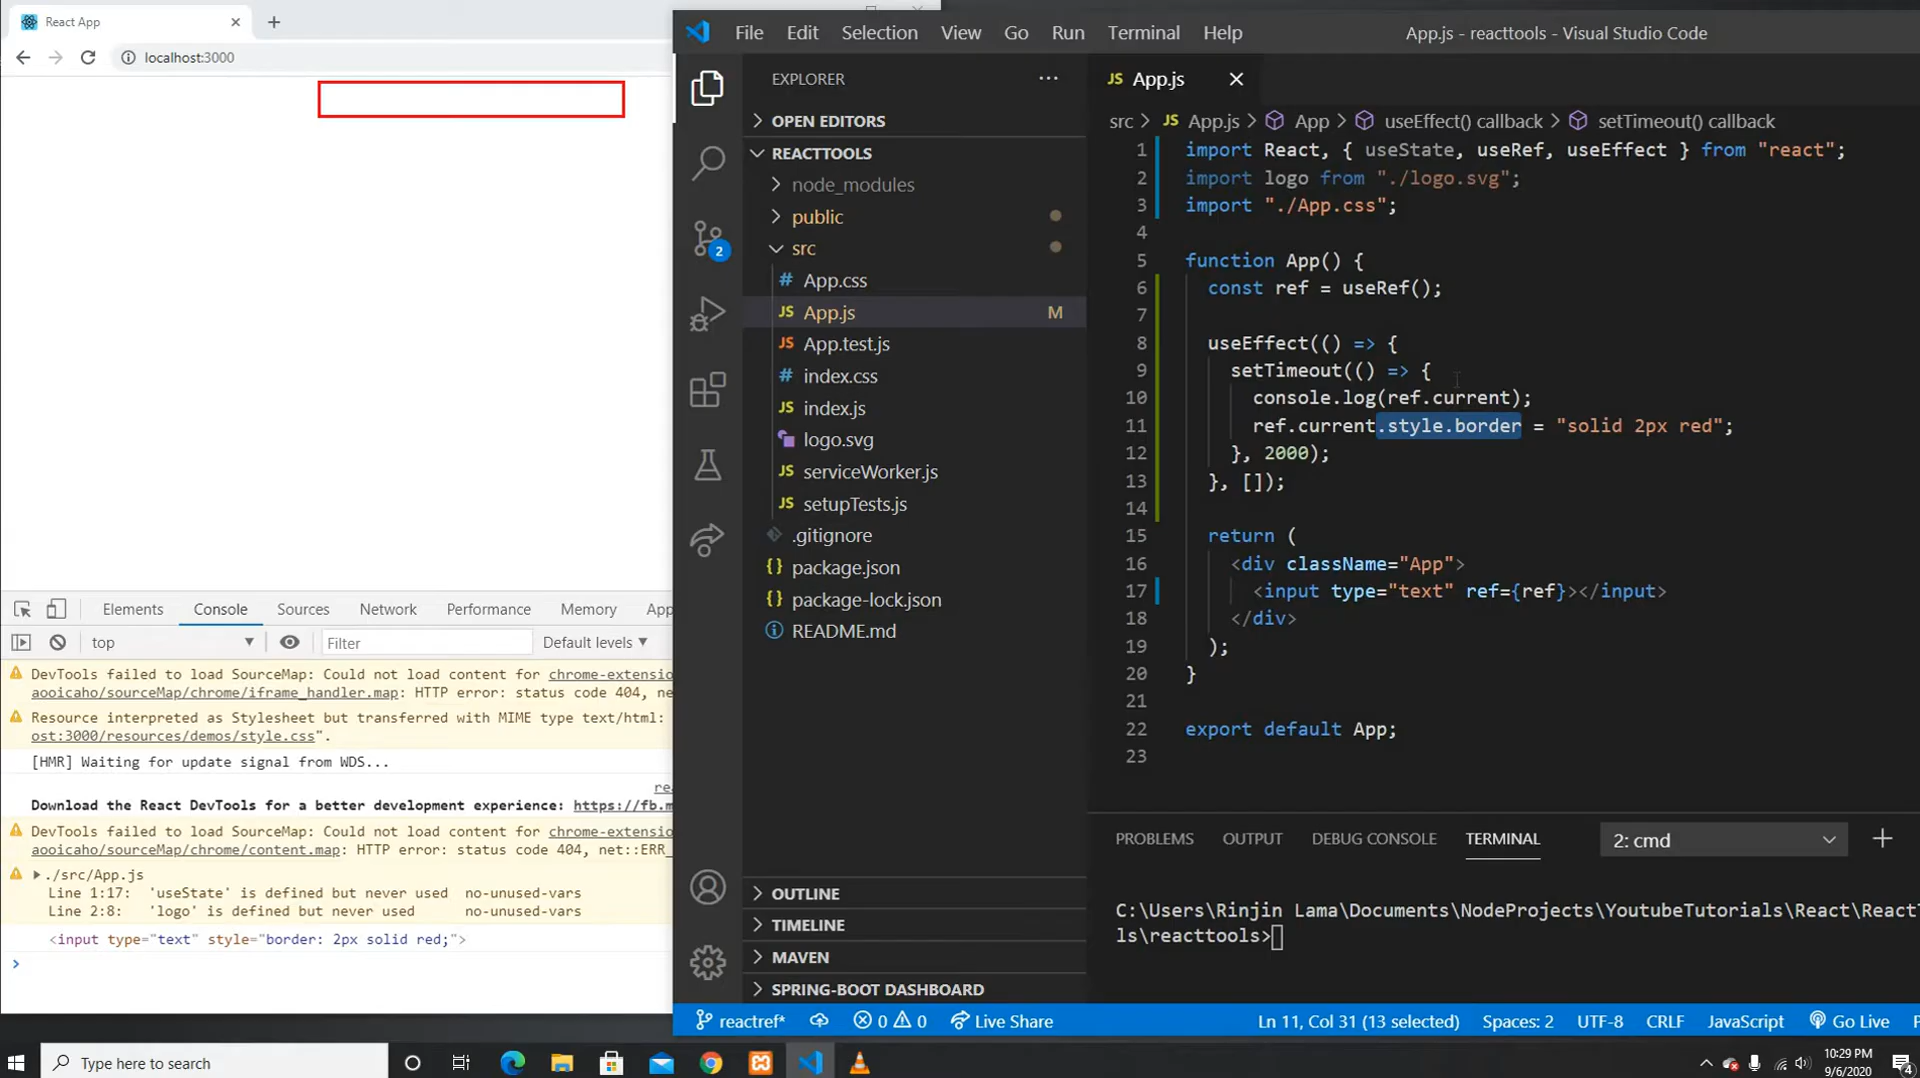 React App
localhost:3000
Elements Console Sources Network Performance Memory App
top Filter Default levels
DevTools failed to load SourceMap: Could not load content for chrome-extensio
aooicaho/sourceMap/chrome/iframe_handler.map: HTTP error: status code 404, ne
Resource interpreted as Stylesheet but transferred with MIME type text/html:
ost:3000/resources/demos/style.css".
[HMR] Waiting for update signal from WDS...
rea
Download the React DevTools for a better development experience: https://fb.m
DevTools failed to load SourceMap: Could not load content for chrome-extensio
aooicaho/sourceMap/chrome/content.map: HTTP error: status code 404, net::ERR_
./src/App.js
Line 1:17: 'useState' is defined but never used no-unused-vars
Line 2:8: 'logo' is defined but never used no-unused-vars
<input type="text" style="border: 2px solid red;">
File Edit Selection View Go Run Terminal Help App.js - reacttools - Visual Studio Code
EXPLORER
OPEN EDITORS
REACTTOOLS
node_modules
public
src
# App.css
JS App.js M
JS App.test.js
# index.css
JS index.js
logo.svg
JS serviceWorker.js
JS setupTests.js
.gitignore
{} package.json
{} package-lock.json
README.md
OUTLINE
TIMELINE
MAVEN
SPRING-BOOT DASHBOARD
2
JS App.js
src > JS App.js > App > useEffect() callback > setTimeout() callback
1 import React, { useState, useRef, useEffect } from "react";
2 import logo from "./logo.svg";
3 import "./App.css";
4
5 function App() {
6 const ref = useRef();
7
8 useEffect(() => {
9 setTimeout(() => {
10 console.log(ref.current);
11 ref.current.style.border = "solid 2px red";
12 }, 2000);
13 }, []);
14
15 return (
16 <div className="App">
17 <input type="text" ref={ref}></input>
18 </div>
19 );
20 }
21
22 export default App;
23
PROBLEMS OUTPUT DEBUG CONSOLE TERMINAL 2: cmd
C:\Users\Rinjin Lama\Documents\NodeProjects\YoutubeTutorials\React\React
ls\reacttools>
reactref* 0 0 Live Share Ln 11, Col 31 (13 selected) Spaces: 2 UTF-8 CRLF JavaScript Go Live
Type here to search
10:29 PM
9/6/2020
4